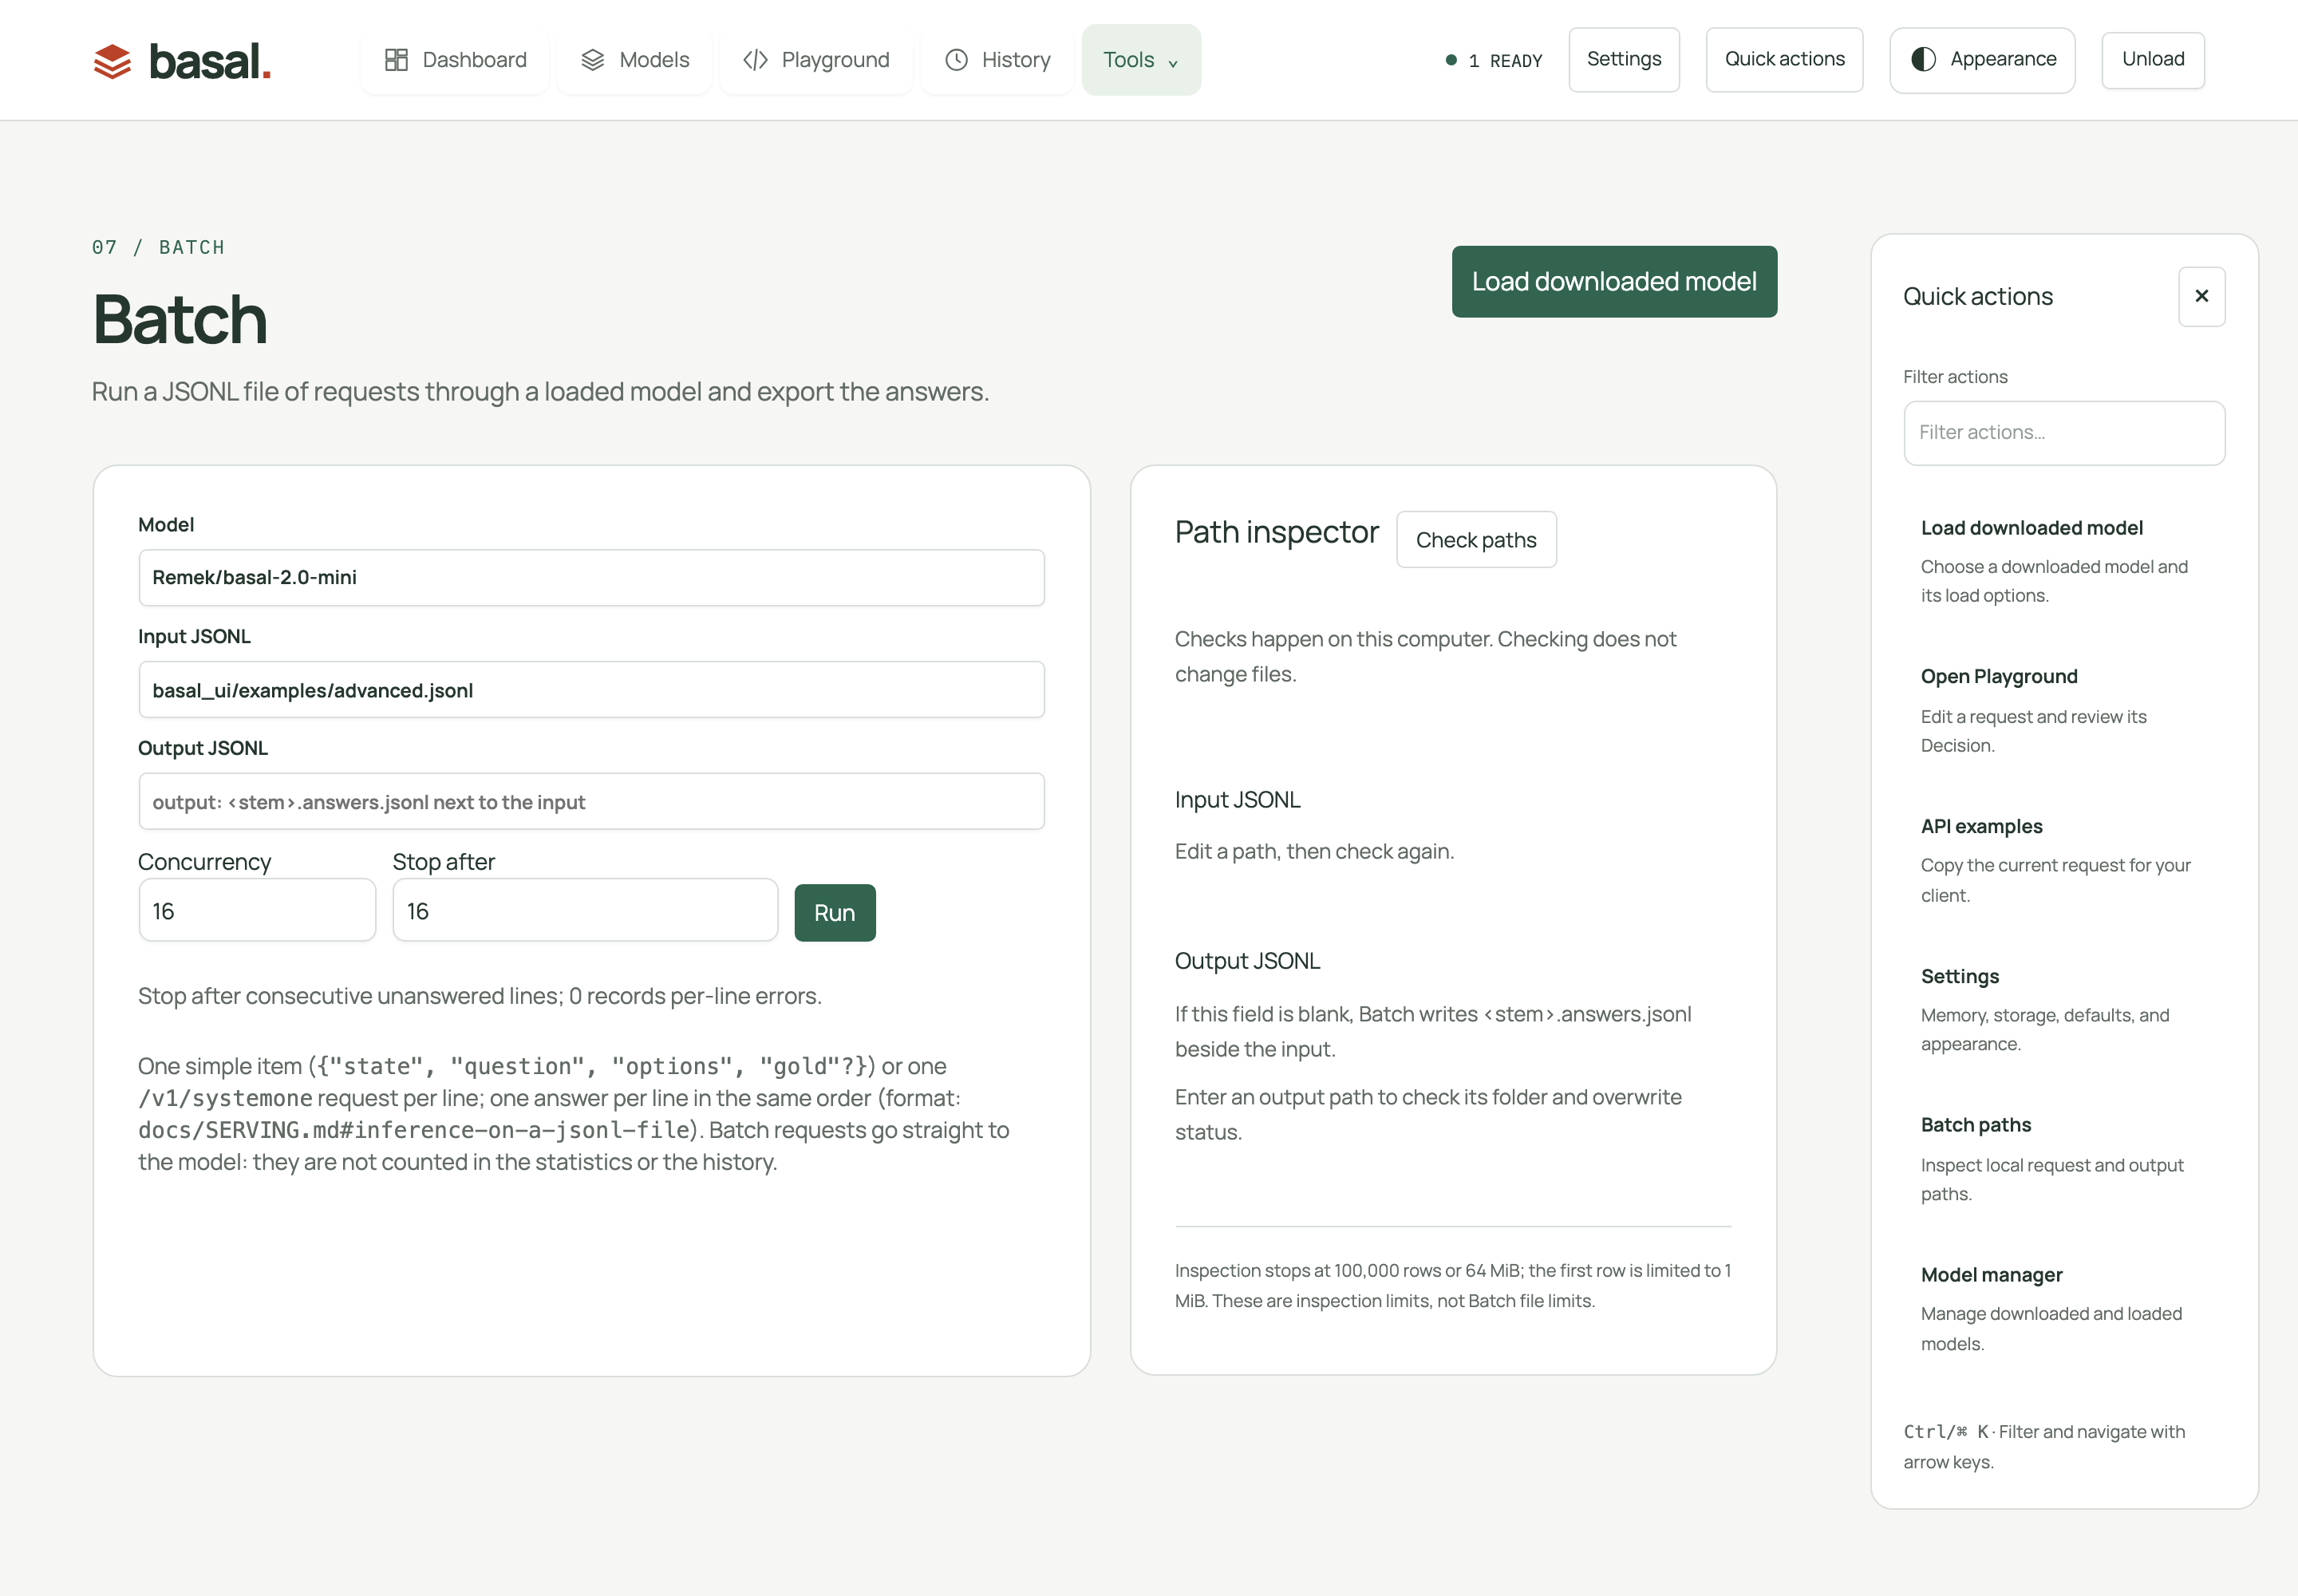 basal.
Dashboard
Models
Playground
History
Tools
1 READY
Settings
Quick actions
Appearance
Unload
07 / BATCH
Batch
Run a JSONL file of requests through a loaded model and export the answers.
Load downloaded model
Model
Remek/basal-2.0-mini
Input JSONL
basal_ui/examples/advanced.jsonl
Output JSONL
output: <stem>.answers.jsonl next to the input
Concurrency
Stop after
16
16
Run
Stop after consecutive unanswered lines; 0 records per-line errors.
One simple item ({"state", "question", "options", "gold"?}) or one
/v1/systemone request per line; one answer per line in the same order (format:
docs/SERVING.md#inference-on-a-jsonl-file). Batch requests go straight to
the model: they are not counted in the statistics or the history.
Path inspector
Check paths
Checks happen on this computer. Checking does not
change files.
Input JSONL
Edit a path, then check again.
Output JSONL
If this field is blank, Batch writes <stem>.answers.jsonl
beside the input.
Enter an output path to check its folder and overwrite
status.
Inspection stops at 100,000 rows or 64 MiB; the first row is limited to 1
MiB. These are inspection limits, not Batch file limits.
Quick actions
×
Filter actions
Filter actions...
Load downloaded model
Choose a downloaded model and
its load options.
Open Playground
Edit a request and review its
Decision.
API examples
Copy the current request for your
client.
Settings
Memory, storage, defaults, and
appearance.
Batch paths
Inspect local request and output
paths.
Model manager
Manage downloaded and loaded
models.
Ctrl/⌘ K · Filter and navigate with
arrow keys.